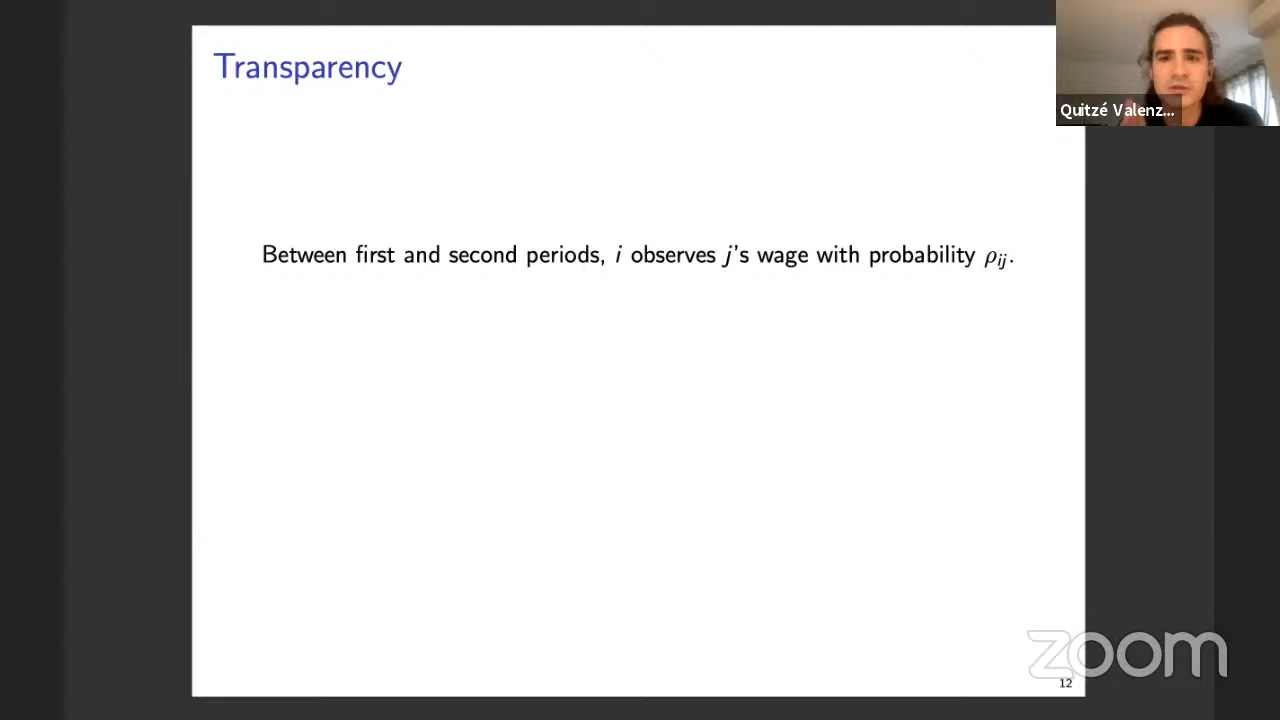 Transparency
Quitzé Valenz...
Between first and second periods, i observes j's wage with probability ρij.
zoom
12